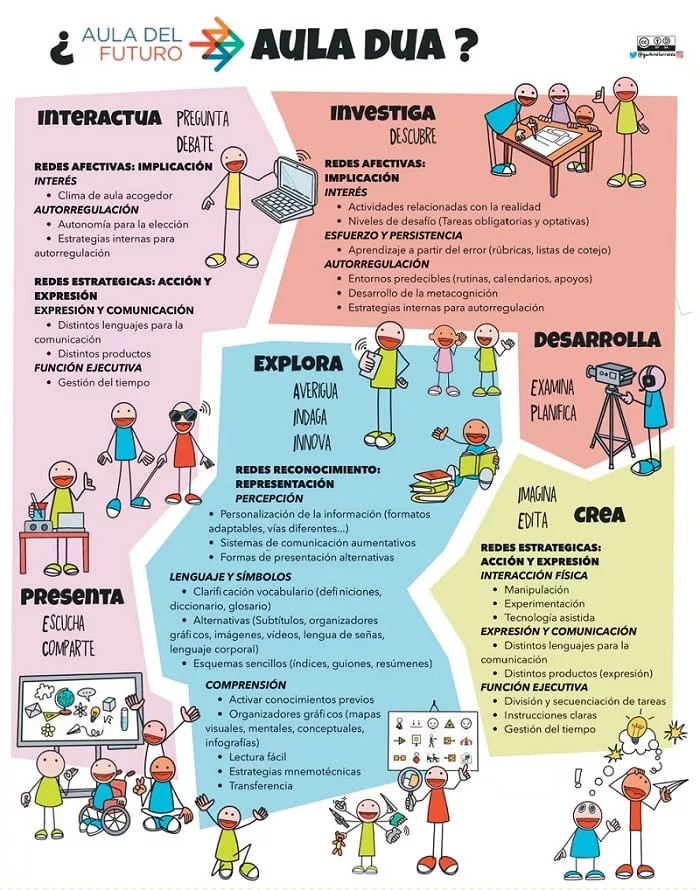 ¿ AULA DEL FUTURO AULA DUA ?
INTERACTUA PREGUNTA
DEBATE
REDES AFECTIVAS: IMPLICACIÓN
INTERÉS
• Clima de aula acogedor
AUTORREGULACIÓN
• Autonomía para la elección
• Estrategias internas para
autorregulación
REDES ESTRATEGICAS: ACCIÓN Y
EXPRESIÓN
EXPRESIÓN Y COMUNICACIÓN
• Distintos lenguajes para la
comunicación
• Distintos productos
FUNCIÓN EJECUTIVA
• Gestión del tiempo
INVESTIGA
DESCUBRE
REDES AFECTIVAS:
IMPLICACIÓN
INTERÉS
• Actividades relacionadas con la realidad
• Niveles de desafío (Tareas obligatorias y optativas)
ESFUERZO Y PERSISTENCIA
• Aprendizaje a partir del error (rúbricas, listas de cotejo)
AUTORREGULACIÓN
• Entornos predecibles (rutinas, calendarios, apoyos)
• Desarrollo de la metacognición
• Estrategias internas para autorregulación
DESARROLLA
EXAMINA
PLANIFICA
EXPLORA
AVERIGUA
INDAGA
INNOVA
REDES RECONOCIMIENTO:
REPRESENTACIÓN
PERCEPCIÓN
• Personalización de la información (formatos
adaptables, vías diferentes...)
• Sistemas de comunicación aumentativos
• Formas de presentación alternativas
LENGUAJE Y SÍMBOLOS
• Clarificación vocabulario (definiciones,
diccionario, glosario)
• Alternativas (Subtítulos, organizadores
gráficos, imágenes, vídeos, lengua de señas,
lenguaje corporal)
• Esquemas sencillos (índices, guiones, resúmenes)
COMPRENSIÓN
• Activar conocimientos previos
• Organizadores gráficos (mapas
visuales, mentales, conceptuales,
infografías)
• Lectura fácil
• Estrategias mnemotécnicas
• Transferencia
IMAGINA
EDITA CREA
REDES ESTRATEGICAS:
ACCIÓN Y EXPRESIÓN
INTERACCIÓN FÍSICA
• Manipulación
• Experimentación
• Tecnología asistida
EXPRESIÓN Y COMUNICACIÓN
• Distintos lenguajes para la
comunicación
• Distintos productos (expresión)
FUNCIÓN EJECUTIVA
• División y secuenciación de tareas
• Instrucciones claras
• Gestión del tiempo
PRESENTA
ESCUCHA
COMPARTE